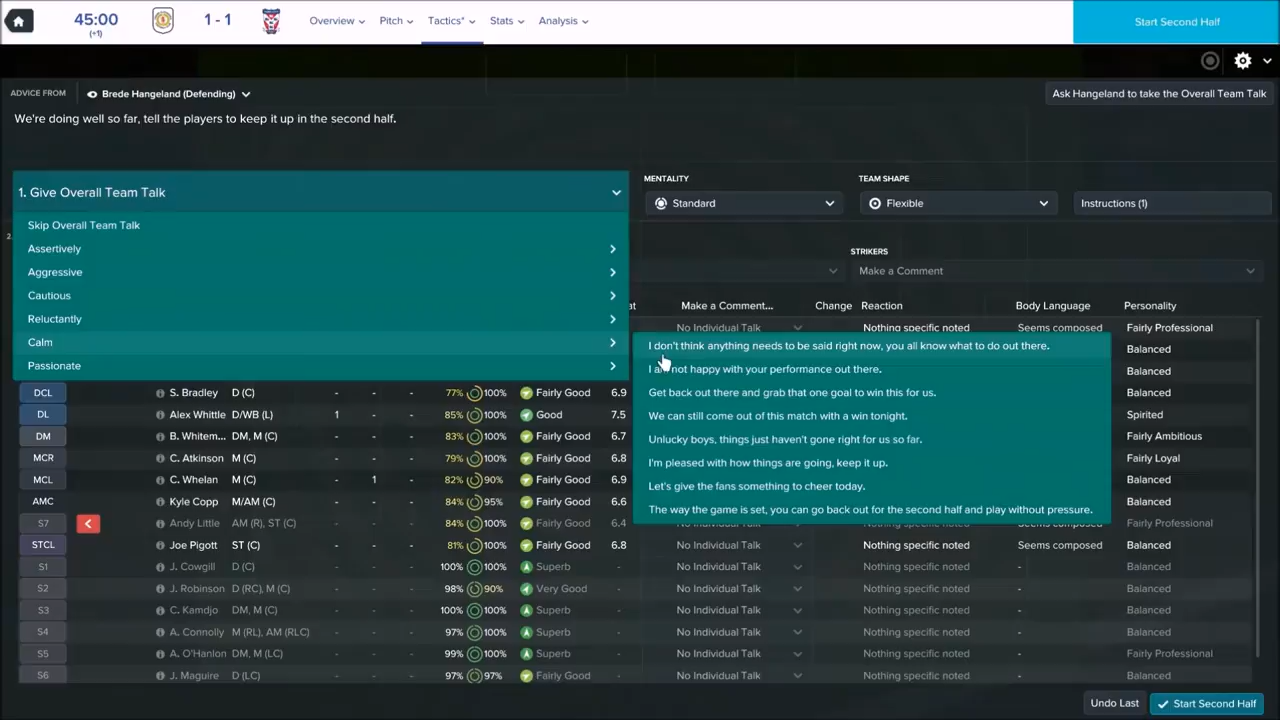 45:00
(+1)
1 - 1
Overview
Pitch
Tactics*
Stats
Analysis
Start Second Half
ADVICE FROM
Brede Hangeland (Defending)
Ask Hangeland to take the Overall Team Talk
We're doing well so far, tell the players to keep it up in the second half.
1. Give Overall Team Talk
MENTALITY
Standard
TEAM SHAPE
Flexible
Instructions (1)
Skip Overall Team Talk
Assertively
Aggressive
Cautious
Reluctantly
Calm
Passionate
2.
STRIKERS
Make a Comment
Make a Comment... Change Reaction Body Language Personality
No Individual Talk Nothing specific noted Seems composed Fairly Professional
Balanced
Balanced
I don't think anything needs to be said right now, you all know what to do out there.
not happy with your performance out there.
Get back out there and grab that one goal to win this for us.
We can still come out of this match with a win tonight.
Unlucky boys, things just haven't gone right for us so far.
I'm pleased with how things are going, keep it up.
Let's give the fans something to cheer today.
The way the game is set, you can go back out for the second half and play without pressure.
DCL S. Bradley D (C) - - - 77% 100% Fairly Good 6.9 Balanced
DL Alex Whittle D/WB (L) 1 - - 85% 100% Good 7.5 Spirited
DM B. Whitem... DM, M (C) - - - 83% 100% Fairly Good 6.7 Fairly Ambitious
MCR C. Atkinson M (C) - - - 79% 100% Fairly Good 6.8 Fairly Loyal
MCL C. Whelan M (C) - 1 - 82% 90% Fairly Good 6.9 Balanced
AMC Kyle Copp M/AM (C) - - - 84% 95% Fairly Good 6.6 Balanced
S7 Andy Little AM (R), ST (C) - - - 84% 100% Fairly Good 6.4 Fairly Professional
STCL Joe Pigott ST (C) - - - 81% 100% Fairly Good 6.8 No Individual Talk Nothing specific noted Seems composed Balanced
S1 J. Cowgill D (C) - - - 100% 100% Superb - No Individual Talk Nothing specific noted - Balanced
S2 J. Robinson D (RC), M (C) - - - 98% 90% Very Good - No Individual Talk Nothing specific noted - Balanced
S3 C. Kamdjo DM, M (C) - - - 100% 100% Superb - No Individual Talk Nothing specific noted - Balanced
S4 A. Connolly M (RL), AM (RLC) - - - 97% 100% Superb - No Individual Talk Nothing specific noted - Balanced
S5 A. O'Hanlon DM, M (LC) - - - 99% 100% Superb - No Individual Talk Nothing specific noted - Fairly Professional
S6 J. Maguire D (LC) - - - 97% 97% Fairly Good - No Individual Talk Nothing specific noted - Balanced
Undo Last
Start Second Half